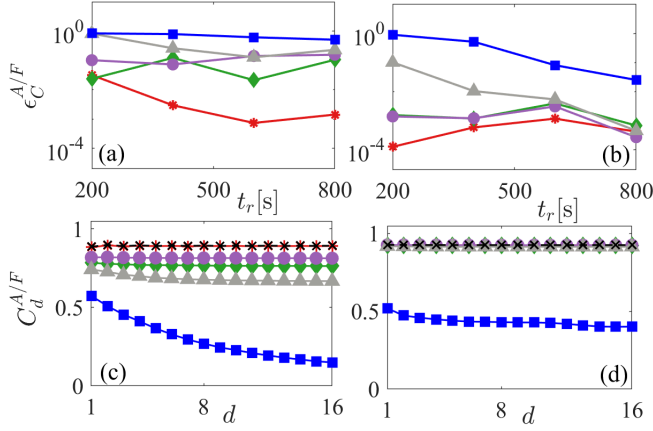 10^0
10^-4
ϵ_C^{A/F}
(a)
200 500 800
t_r[s]
10^0
10^-4
(b)
200 500 800
t_r[s]
1
0.5
0
C_d^{A/F}
(c)
1 8 16
d
1
0.5
0
(d)
1 8 16
d